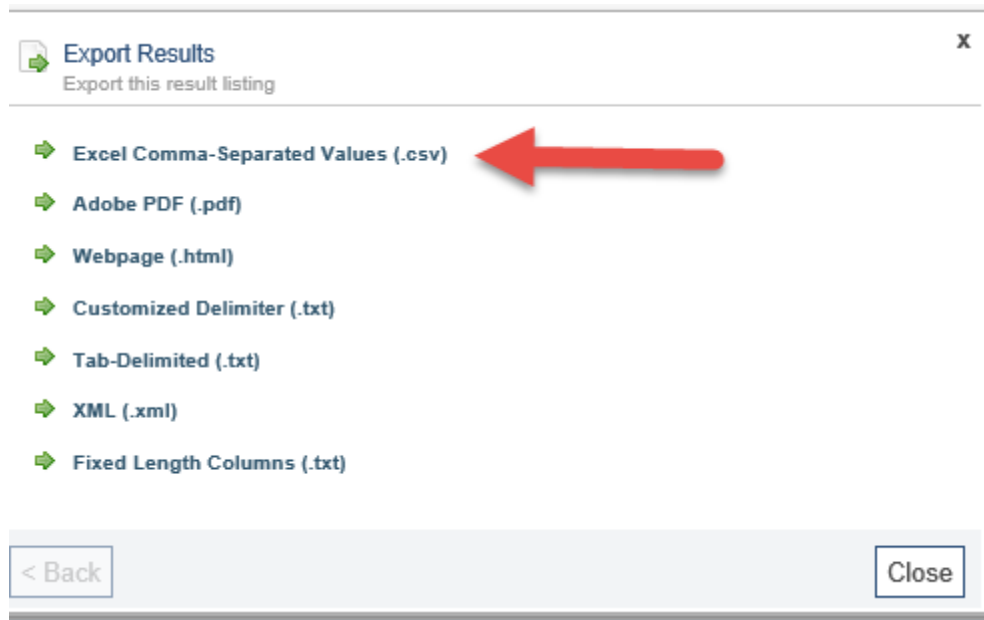 Export Results
x
Export this result listing
Excel Comma-Separated Values (.csv)
Adobe PDF (.pdf)
Webpage (.html)
Customized Delimiter (.txt)
Tab-Delimited (.txt)
XML (.xml)
Fixed Length Columns (.txt)
< Back
Close